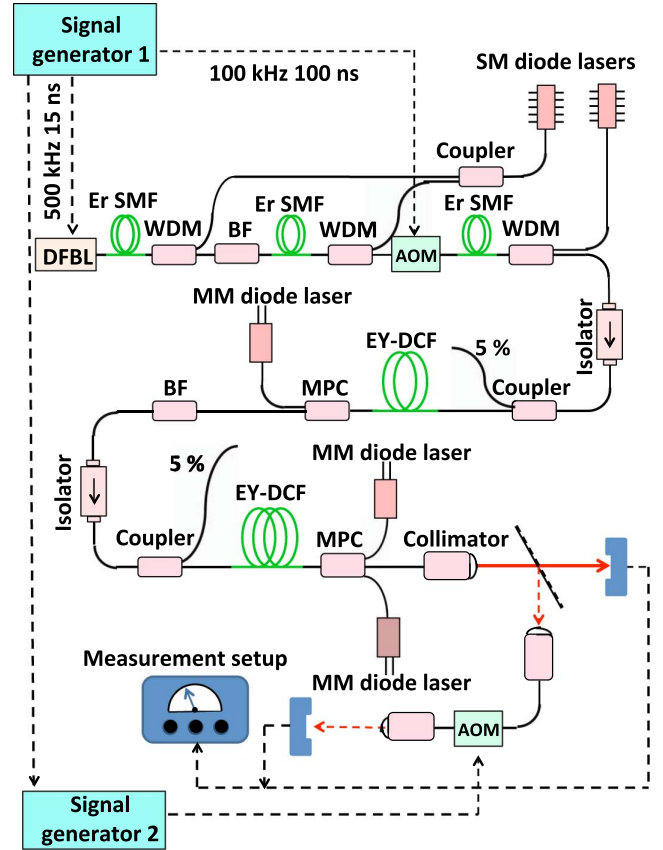 Signal
generator 1
100 kHz 100 ns
SM diode lasers
500 kHz 15 ns
Coupler
Er SMF
WDM
BF
Er SMF
WDM
Er SMF
WDM
DFBL
AOM
MM diode laser
Isolator
EY-DCF
5 %
BF
MPC
Coupler
Isolator
5 %
MM diode laser
EY-DCF
Coupler
MPC
Collimator
Measurement setup
MM diode laser
AOM
Signal
generator 2